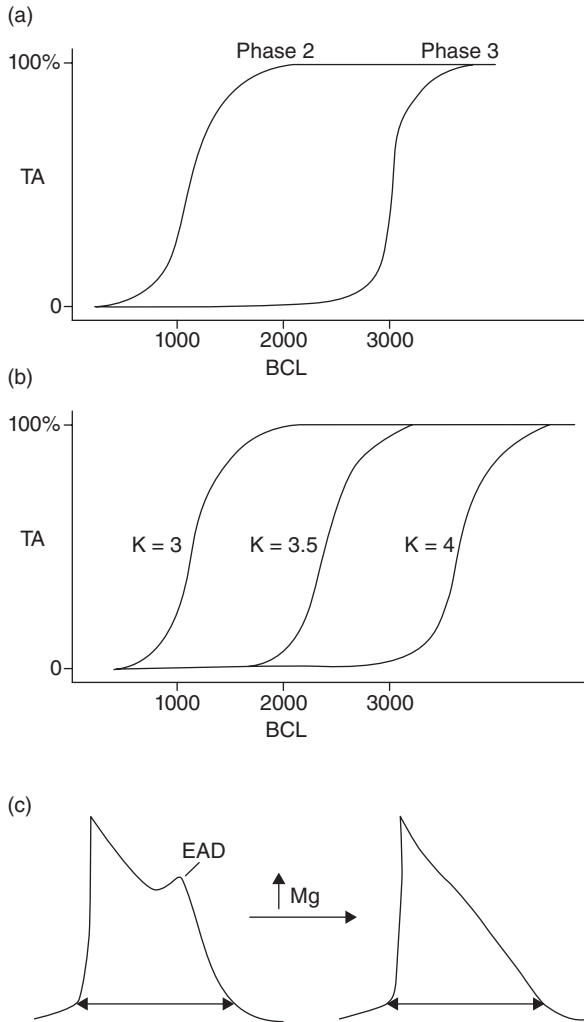 (a)
Phase 2 Phase 3
100%
TA
0
1000 2000 3000
BCL
(b)
100%
TA
K = 3 K = 3.5 K = 4
0
1000 2000 3000
BCL
(c)
EAD
Mg